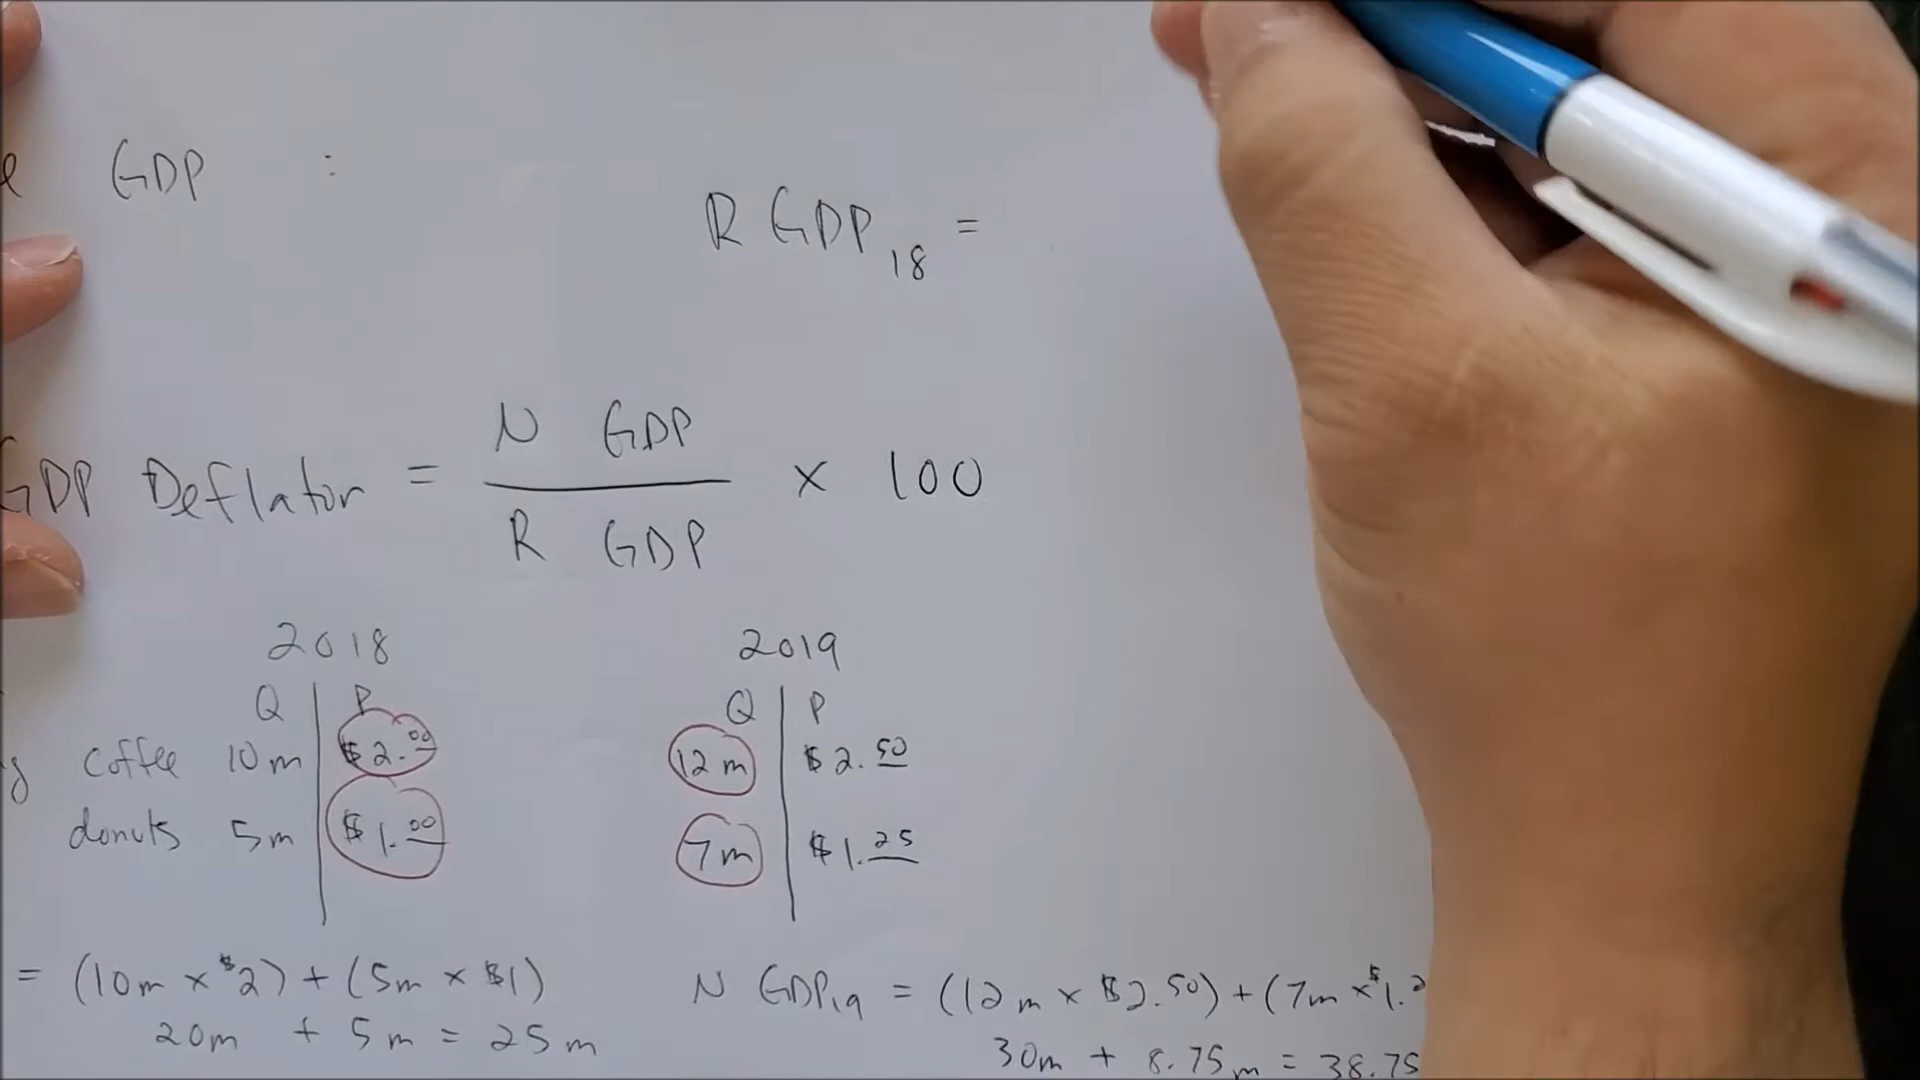 GDP :
R GDP18 =
GDP Deflator = N GDP / R GDP × 100
2018 2019
Q P Q P
coffee 10m $2.00 12m $2.50
donuts 5m $1.00 7m $1.25
= (10m × $2) + (5m × $1)
20m + 5m = 25m
N GDP19 = (12m × $2.50) + (7m × $1.2
30m + 8.75m = 38.75